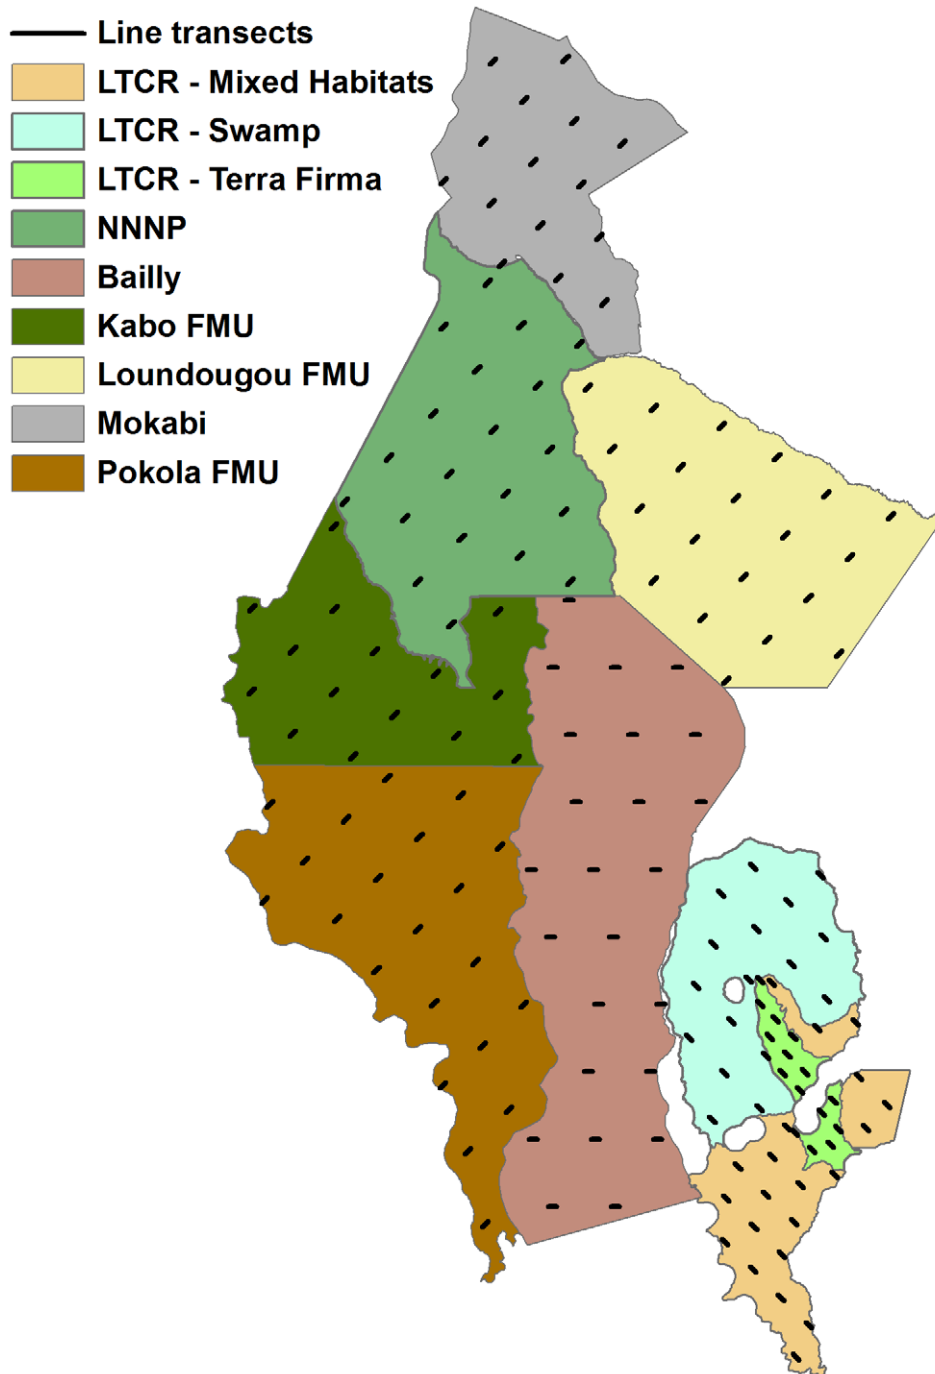 Line transects
LTCR - Mixed Habitats
LTCR - Swamp
LTCR - Terra Firma
NNNP
Bailly
Kabo FMU
Loundougou FMU
Mokabi
Pokola FMU